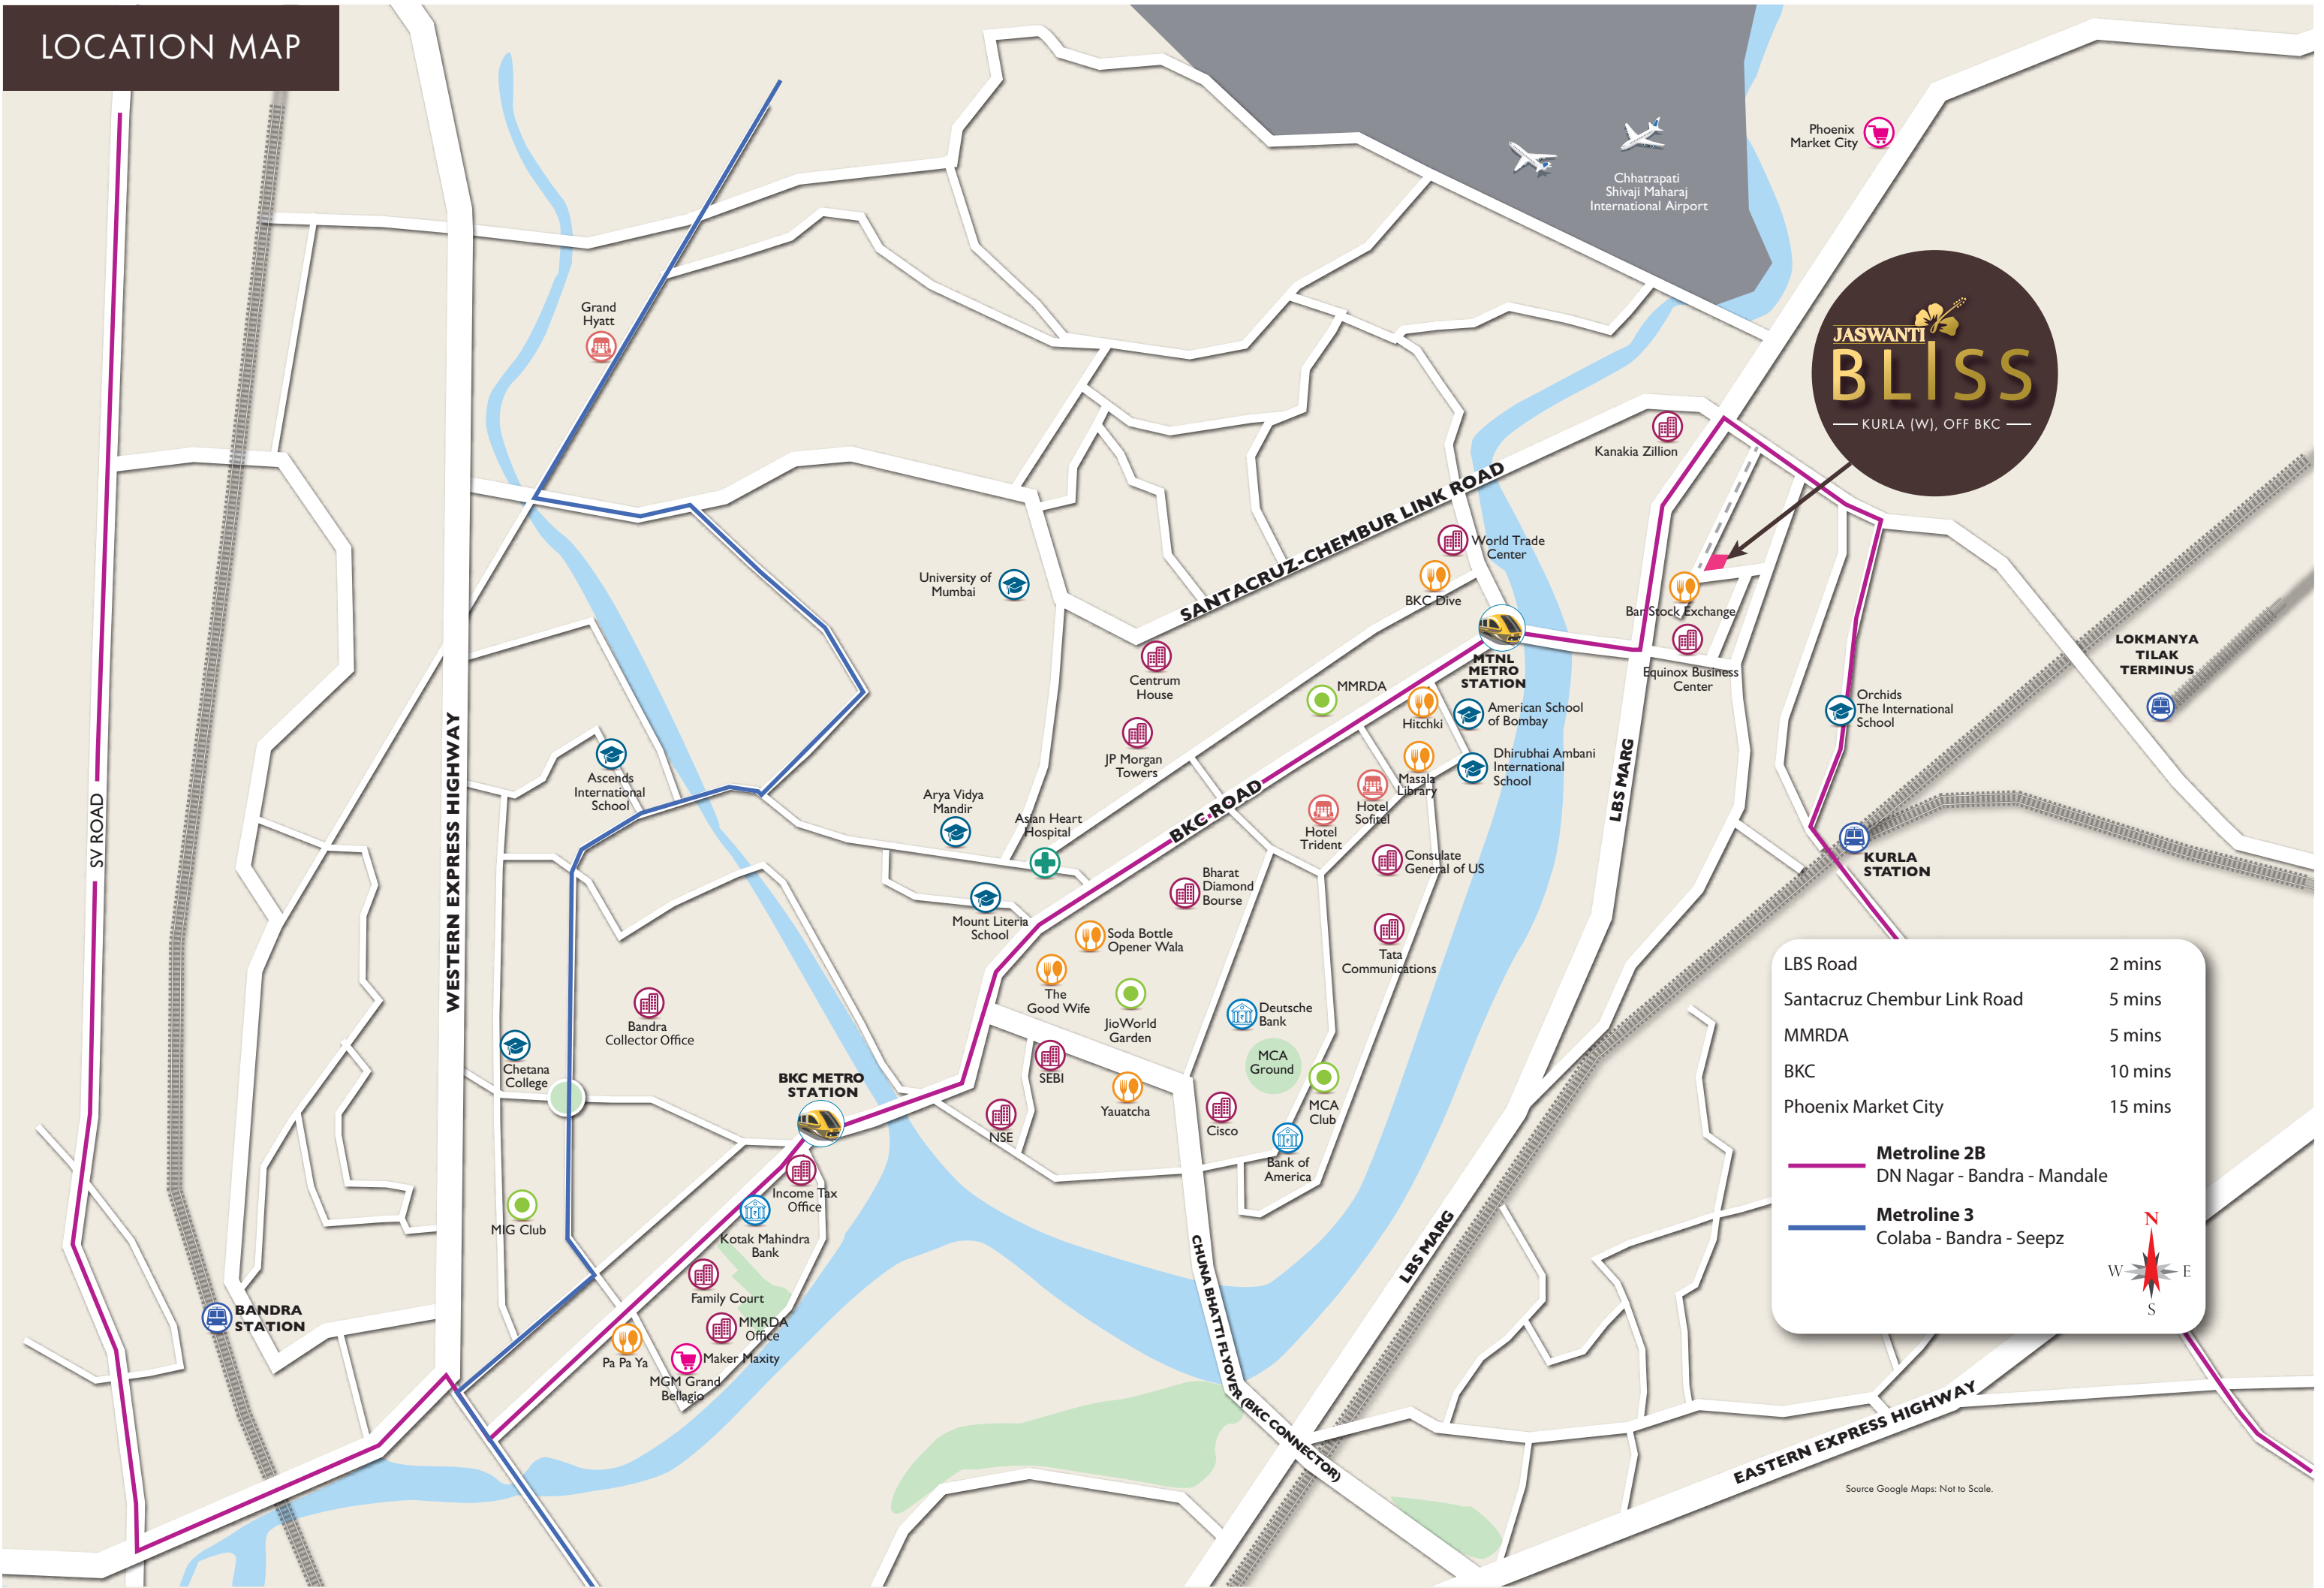 LOCATION MAP
Phoenix
Market City
Chhatrapati
Shivaji Maharaj
International Airport
Grand
Hyatt
JASWANTI
BLISS
KURLA (W), OFF BKC
Kanakia Zillion
SANTACRUZ-CHEMBUR LINK ROAD
World Trade
Center
BKC Dive
University of
Mumbai
Bar Stock Exchange
MTNL
METRO
STATION
Equinox Business
Center
LOKMANYA
TILAK
TERMINUS
Centrum
House
MMRDA
Hitchki
American School
of Bombay
Orchids
The International
School
JP Morgan
Towers
Masala
Library
Dhirubhai Ambani
International
School
Ascends
International
School
WESTERN EXPRESS HIGHWAY
SV ROAD
LBS MARG
Arya Vidya
Mandir
Asian Heart
Hospital
BKC ROAD
Hotel
Sofitel
Hotel
Trident
Consulate
General of US
KURLA
STATION
Mount Literia
School
Bharat
Diamond
Bourse
Soda Bottle
Opener Wala
Tata
Communications
The
Good Wife
JioWorld
Garden
Deutsche
Bank
Bandra
Collector Office
Chetana
College
BKC METRO
STATION
SEBI
Yauatcha
MCA
Ground
MCA
Club
NSE
Cisco
Bank of
America
Income Tax
Office
MIG Club
Kotak Mahindra
Bank
Family Court
MMRDA
Office
Maker Maxity
MGM Grand
Bellagio
Pa Pa Ya
BANDRA
STATION
CHUNA BHATTI FLYOVER (BKC CONNECTOR)
LBS MARG
EASTERN EXPRESS HIGHWAY
LBS Road 2 mins
Santacruz Chembur Link Road 5 mins
MMRDA 5 mins
BKC 10 mins
Phoenix Market City 15 mins
Metroline 2B
DN Nagar - Bandra - Mandale
Metroline 3
Colaba - Bandra - Seepz
N
W E
S
Source Google Maps: Not to Scale.